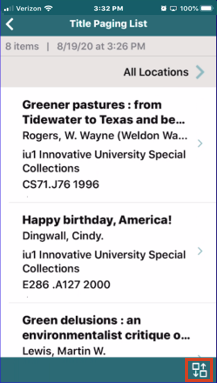 Verizon 3:32 PM 100%
Title Paging List
8 items | 8/19/20 at 3:26 PM
All Locations
Greener pastures : from
Tidewater to Texas and be...
Rogers, W. Wayne (Weldon Wa...
iu1 Innovative University Special
Collections
CS71.J76 1996
Happy birthday, America!
Dingwall, Cindy.
iu1 Innovative University Special
Collections
E286 .A127 2000
Green delusions : an
environmentalist critique o...
Lewis, Martin W.